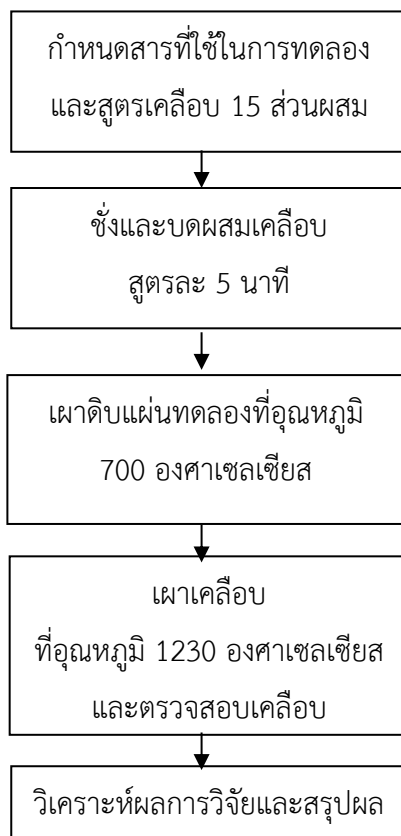 กำหนดสารที่ใช้ในการทดลอง
และสูตรเคลือบ 15 ส่วนผสม
ชั่งและบดผสมเคลือบ
สูตรละ 5 นาที
เผาดิบแผ่นทดลองที่อุณหภูมิ
700 องศาเซลเซียส
เผาเคลือบ
ที่อุณหภูมิ 1230 องศาเซลเซียส
และตรวจสอบเคลือบ
วิเคราะห์ผลการวิจัยและสรุปผล